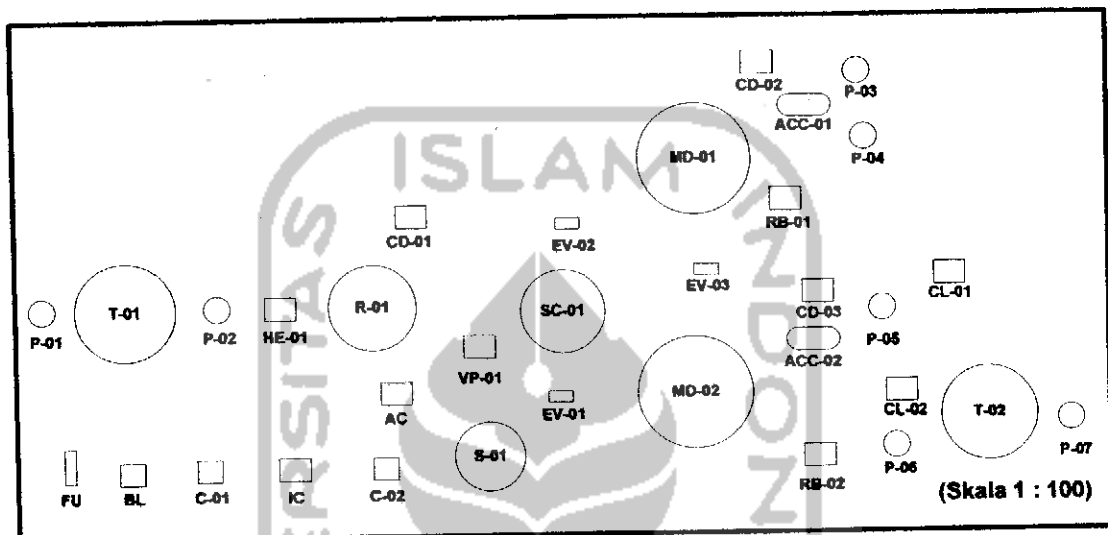 ISLAM
ERSITAS
INDON
CD-02
P-03
ACC-01
MD-01
P-04
RB-01
CD-01
EV-02
EV-03
CL-01
T-01
R-01
SC-01
CD-03
P-01
P-02
HE-01
P-05
ACC-02
VP-01
MD-02
AC
EV-01
CL-02
T-02
S-01
P-06
P-07
FU
BL
C-01
IC
C-02
RB-02
(Skala 1 : 100)